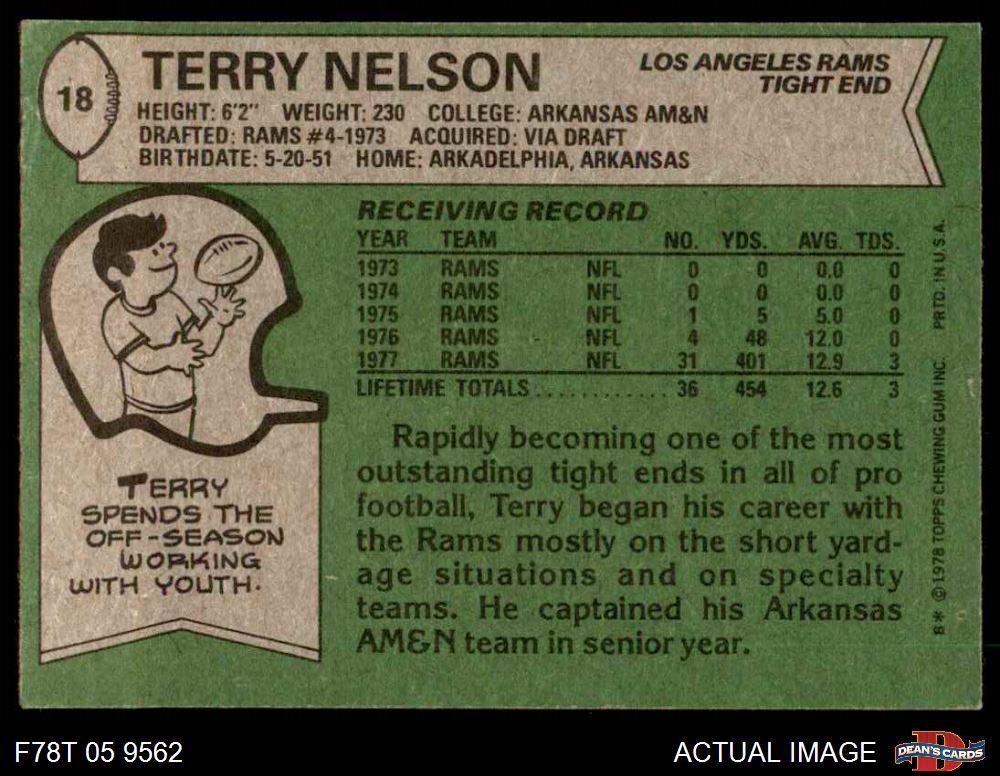 18
TERRY NELSON
LOS ANGELES RAMS
TIGHT END
HEIGHT: 6'2" WEIGHT: 230 COLLEGE: ARKANSAS AM&N
DRAFTED: RAMS #4-1973 ACQUIRED: VIA DRAFT
BIRTHDATE: 5-20-51 HOME: ARKADELPHIA, ARKANSAS
RECEIVING RECORD
YEAR TEAM NO. YDS. AVG. TDS.
1973 RAMS NFL 0 0 0.0 0
1974 RAMS NFL 0 0 0.0 0
1975 RAMS NFL 1 5 5.0 0
1976 RAMS NFL 4 48 12.0 0
1977 RAMS NFL 31 401 12.9 3
LIFETIME TOTALS............ 36 454 12.6 3
Rapidly becoming one of the most
outstanding tight ends in all of pro
football, Terry began his career with
the Rams mostly on the short yard-
age situations and on specialty
teams. He captained his Arkansas
AM&N team in senior year.
TERRY
SPENDS THE
OFF-SEASON
WORKING
WITH YOUTH.
B* © 1978 TOPPS CHEWING GUM INC. PRTD. IN U.S.A.
F78T 05 9562
ACTUAL IMAGE
DEAN'S CARDS